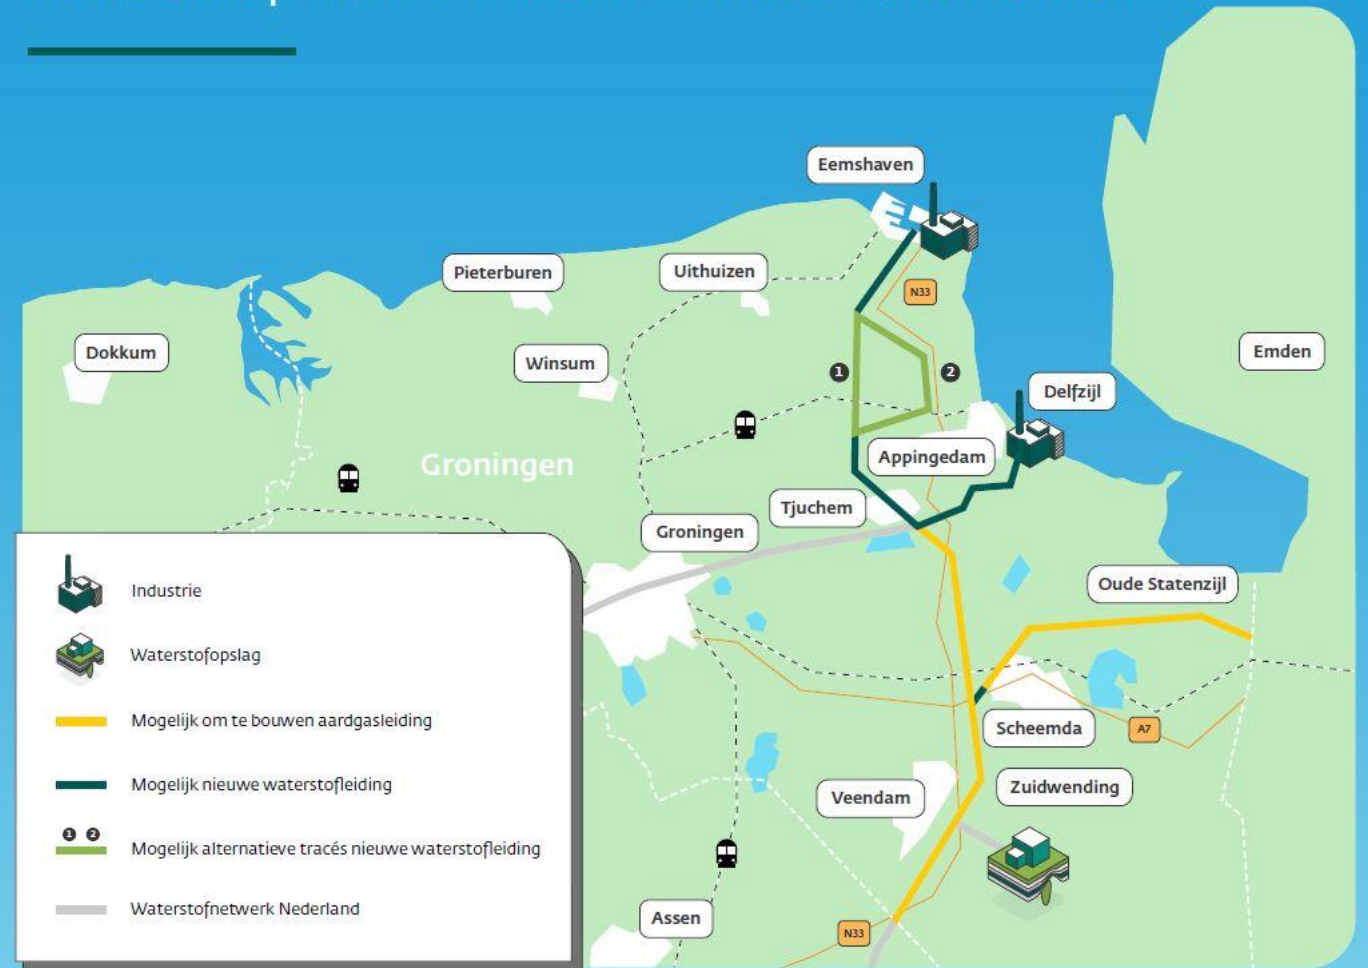 Eemshaven
Pieterburen
Uithuizen
N33
Dokkum
Winsum
Emden
1
2
Delfzijl
Groningen
Appingedam
Tjuchem
Groningen
Oude Statenzijl
Scheemda
A7
Zuidwending
Veendam
Assen
N33
Industrie
Waterstofopslag
Mogelijk om te bouwen aardgasleiding
Mogelijk nieuwe waterstofleiding
1 2
Mogelijk alternatieve tracés nieuwe waterstofleiding
Waterstofnetwerk Nederland